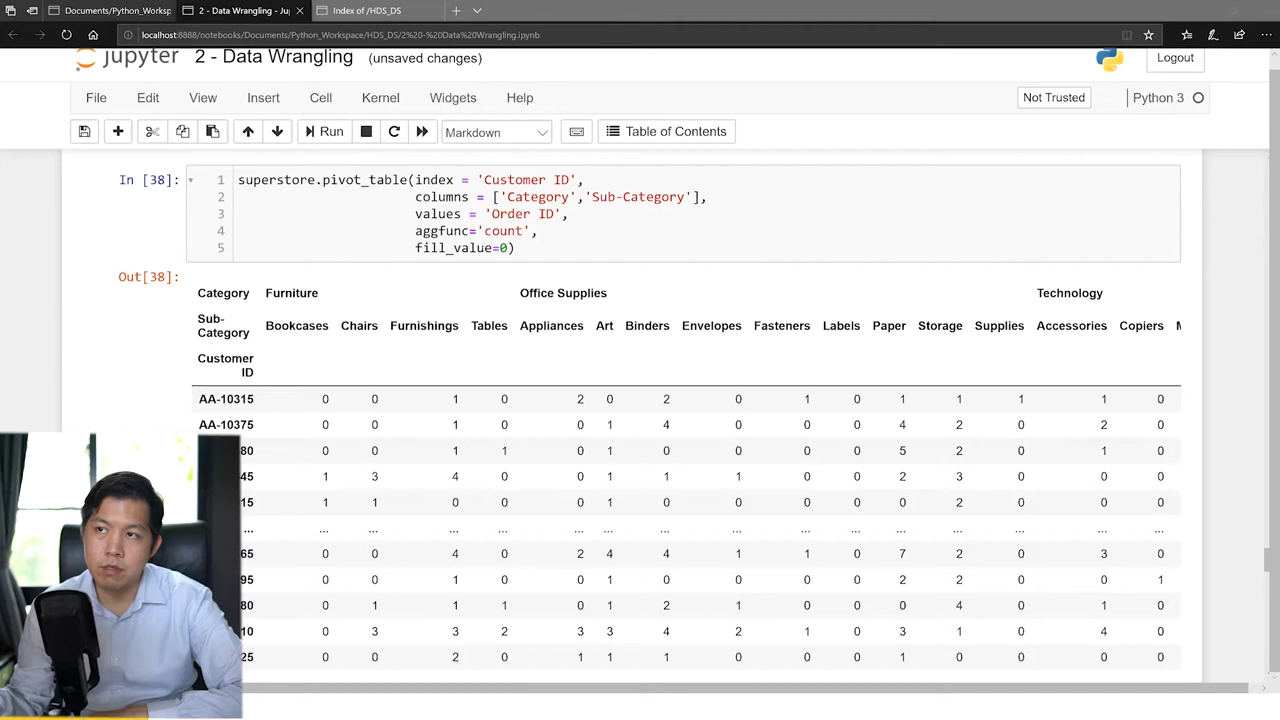 Documents/Python_Worksp
2 - Data Wrangling - Ju
Index of /HDS_DS
localhost:8888/notebooks/Documents/Python_Workspace/HDS_DS/2%20-%20Data%20Wrangling.ipynb
jupyter 2 - Data Wrangling (unsaved changes) Logout
File Edit View Insert Cell Kernel Widgets Help Not Trusted Python 3
Run Markdown Table of Contents
In [38]: 1 superstore.pivot_table(index = 'Customer ID',
2 columns = ['Category','Sub-Category'],
3 values = 'Order ID',
4 aggfunc='count',
5 fill_value=0)
Out[38]:
Category Furniture Office Supplies Technology
Sub-
Category Bookcases Chairs Furnishings Tables Appliances Art Binders Envelopes Fasteners Labels Paper Storage Supplies Accessories Copiers
Customer
ID
AA-10315 0 0 1 0 2 0 2 0 1 0 1 1 1 1 0
AA-10375 0 0 1 0 0 1 4 0 0 0 4 2 0 2 0
80 0 0 1 1 0 1 0 0 0 0 5 2 0 1 0
45 1 3 4 0 0 1 1 1 0 0 2 3 0 0 0
15 1 1 0 0 0 1 0 0 0 0 0 2 0 0 0
... ... ... ... ... ... ... ... ... ... ... ... ... ... ... ...
65 0 0 4 0 2 4 4 1 1 0 7 2 0 3 0
95 0 0 1 0 0 1 0 0 0 0 2 2 0 0 1
80 0 1 1 1 0 1 2 1 0 0 0 4 0 1 0
10 0 3 3 2 3 3 4 2 1 0 3 1 0 4 0
25 0 0 2 0 1 1 1 0 0 0 1 0 0 0 0